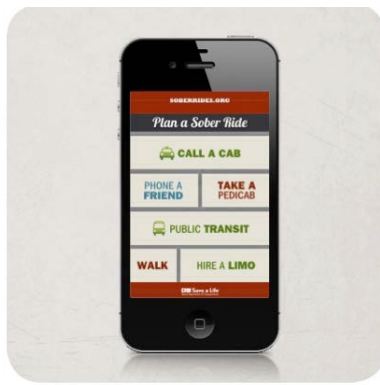 SOBERRIDES.ORG
Plan a Sober Ride
CALL A CAB
PHONE A
FRIEND
TAKE A
PEDICAB
PUBLIC TRANSIT
WALK
HIRE A LIMO
Save a Life